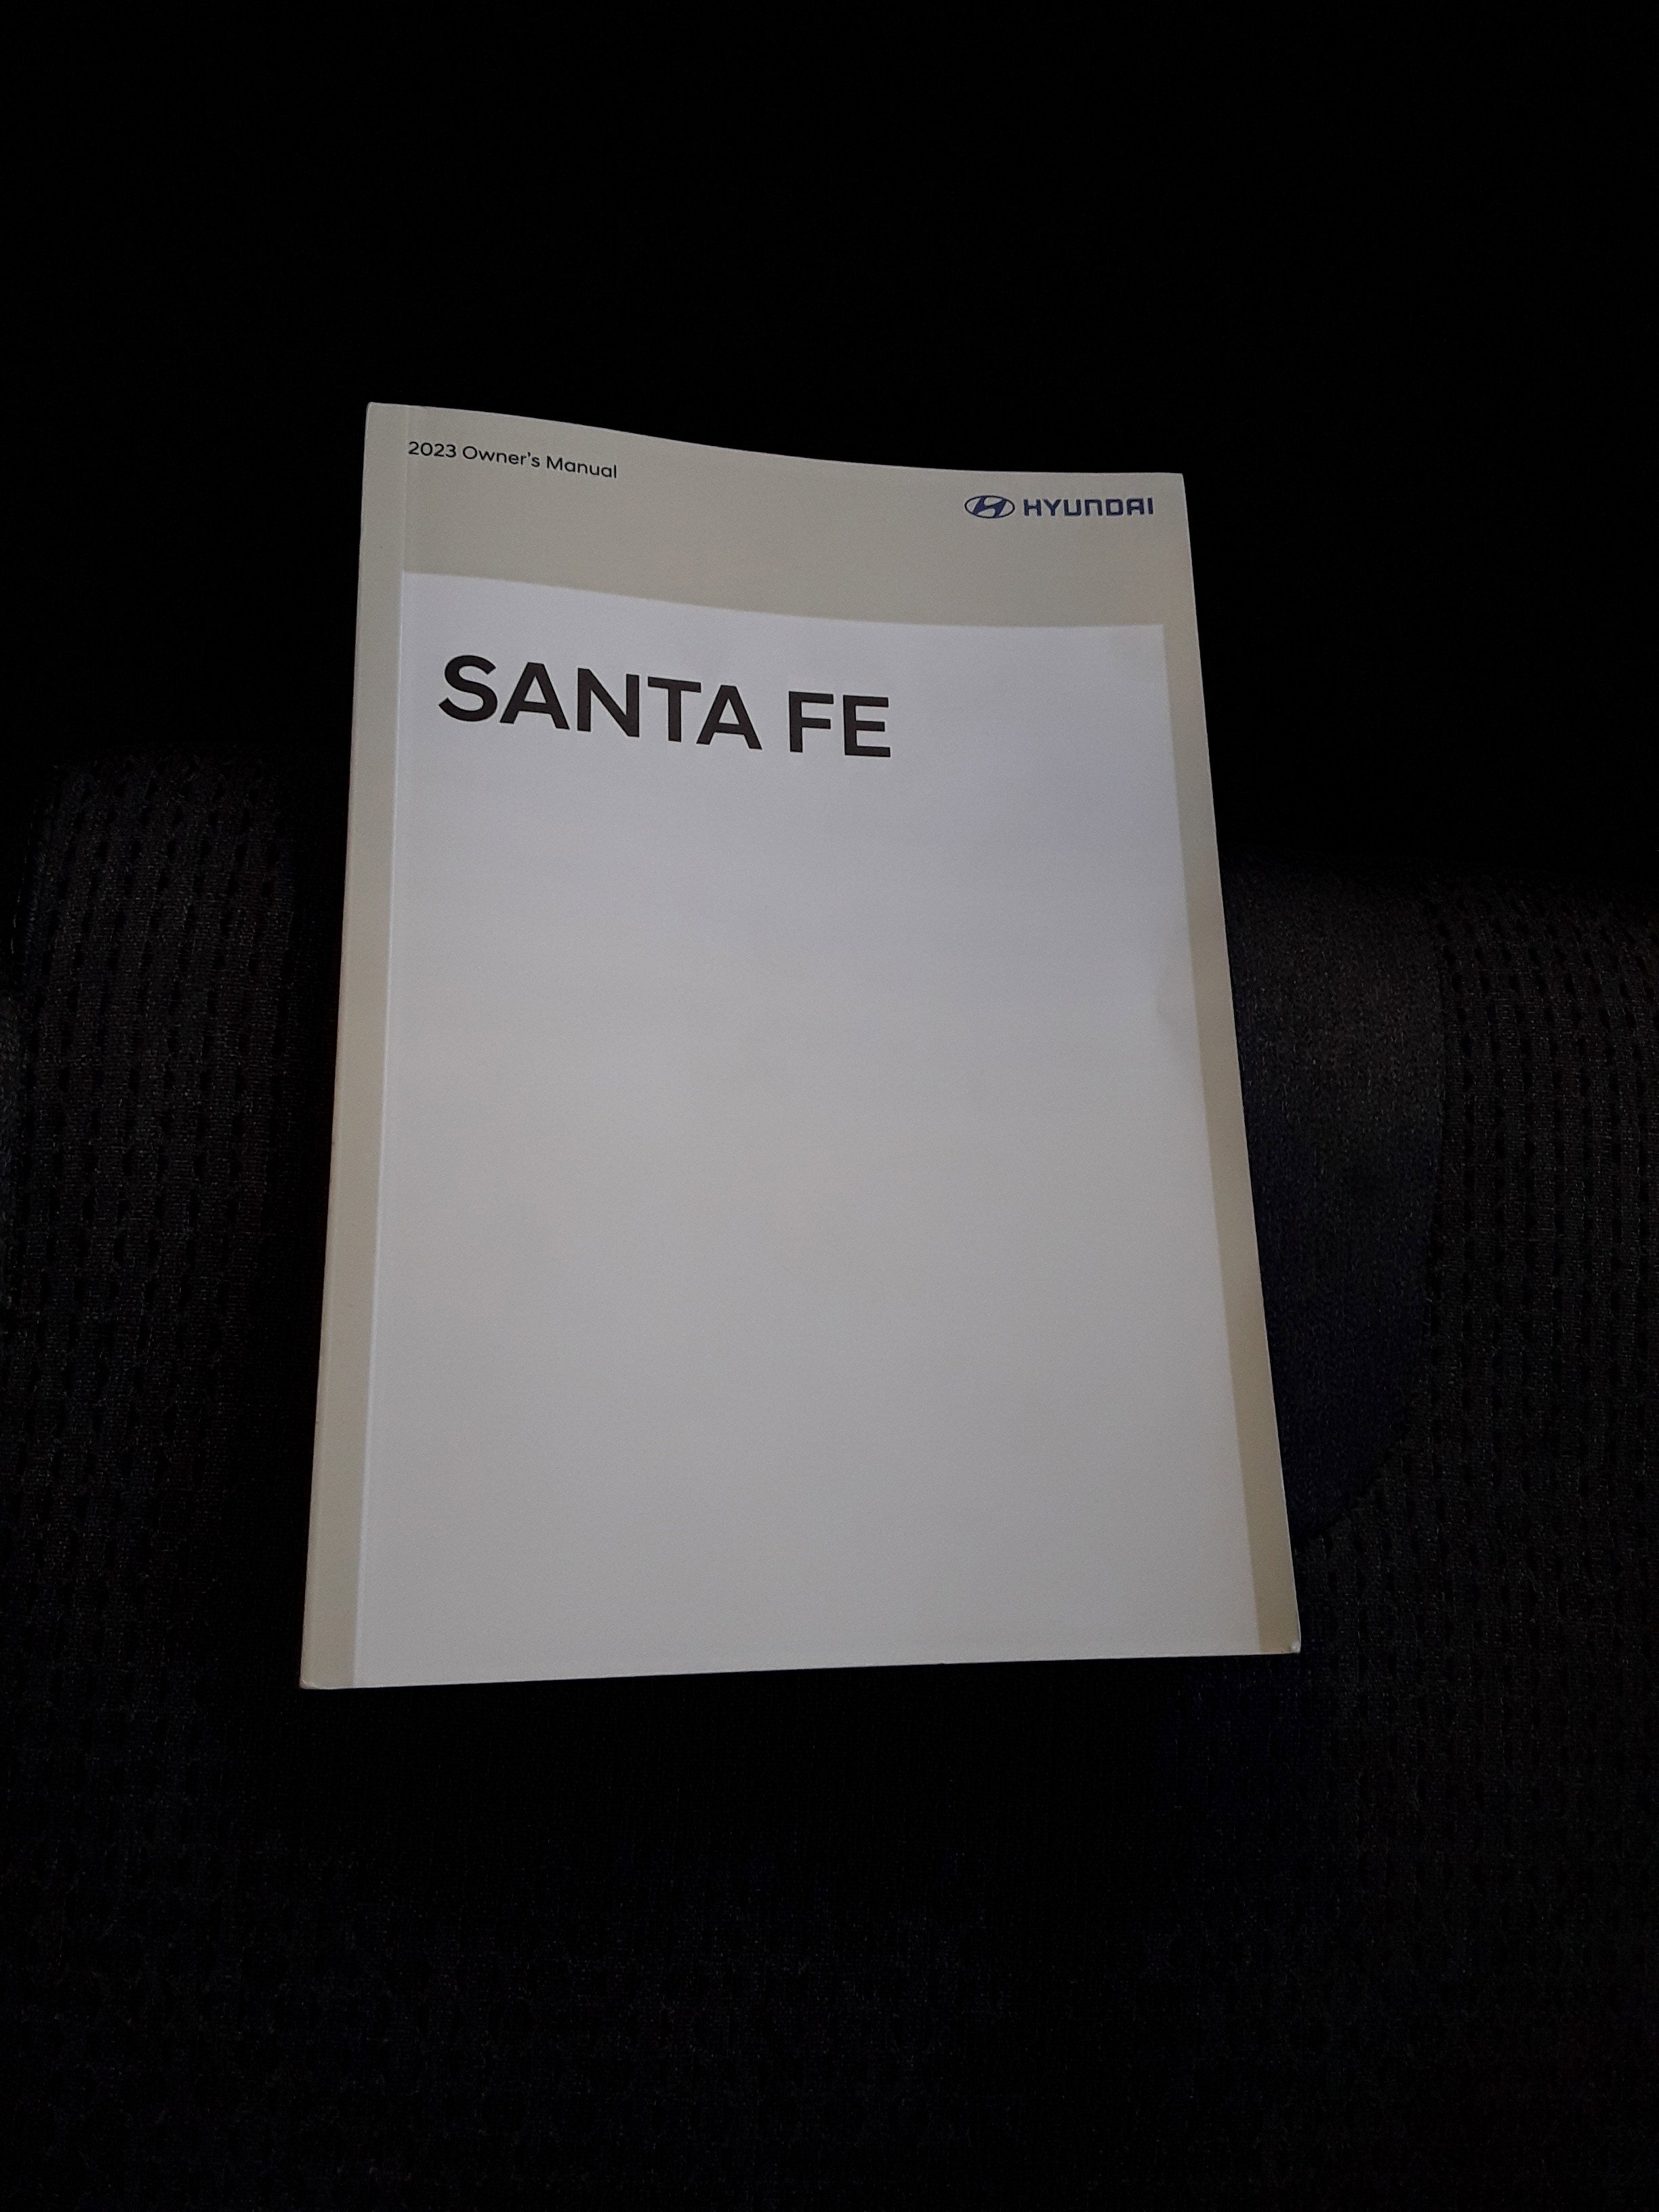 2023 Owner's Manual
HYUNDAI
SANTA FE